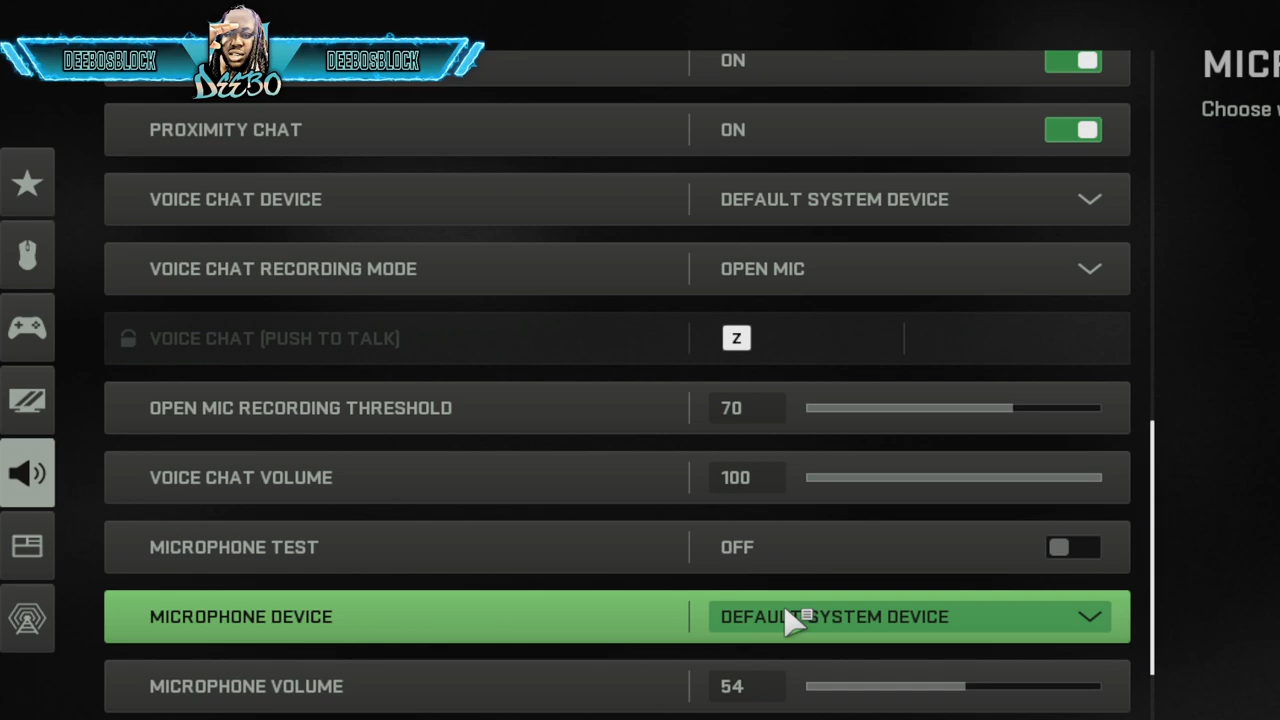 DEEBOSBLOCK
DEEBO
DEEBOSBLOCK
ON
MIC
Choose
PROXIMITY CHAT ON
VOICE CHAT DEVICE DEFAULT SYSTEM DEVICE
VOICE CHAT RECORDING MODE OPEN MIC
VOICE CHAT (PUSH TO TALK) Z
OPEN MIC RECORDING THRESHOLD 70
VOICE CHAT VOLUME 100
MICROPHONE TEST OFF
MICROPHONE DEVICE DEFAULT SYSTEM DEVICE
MICROPHONE VOLUME 54